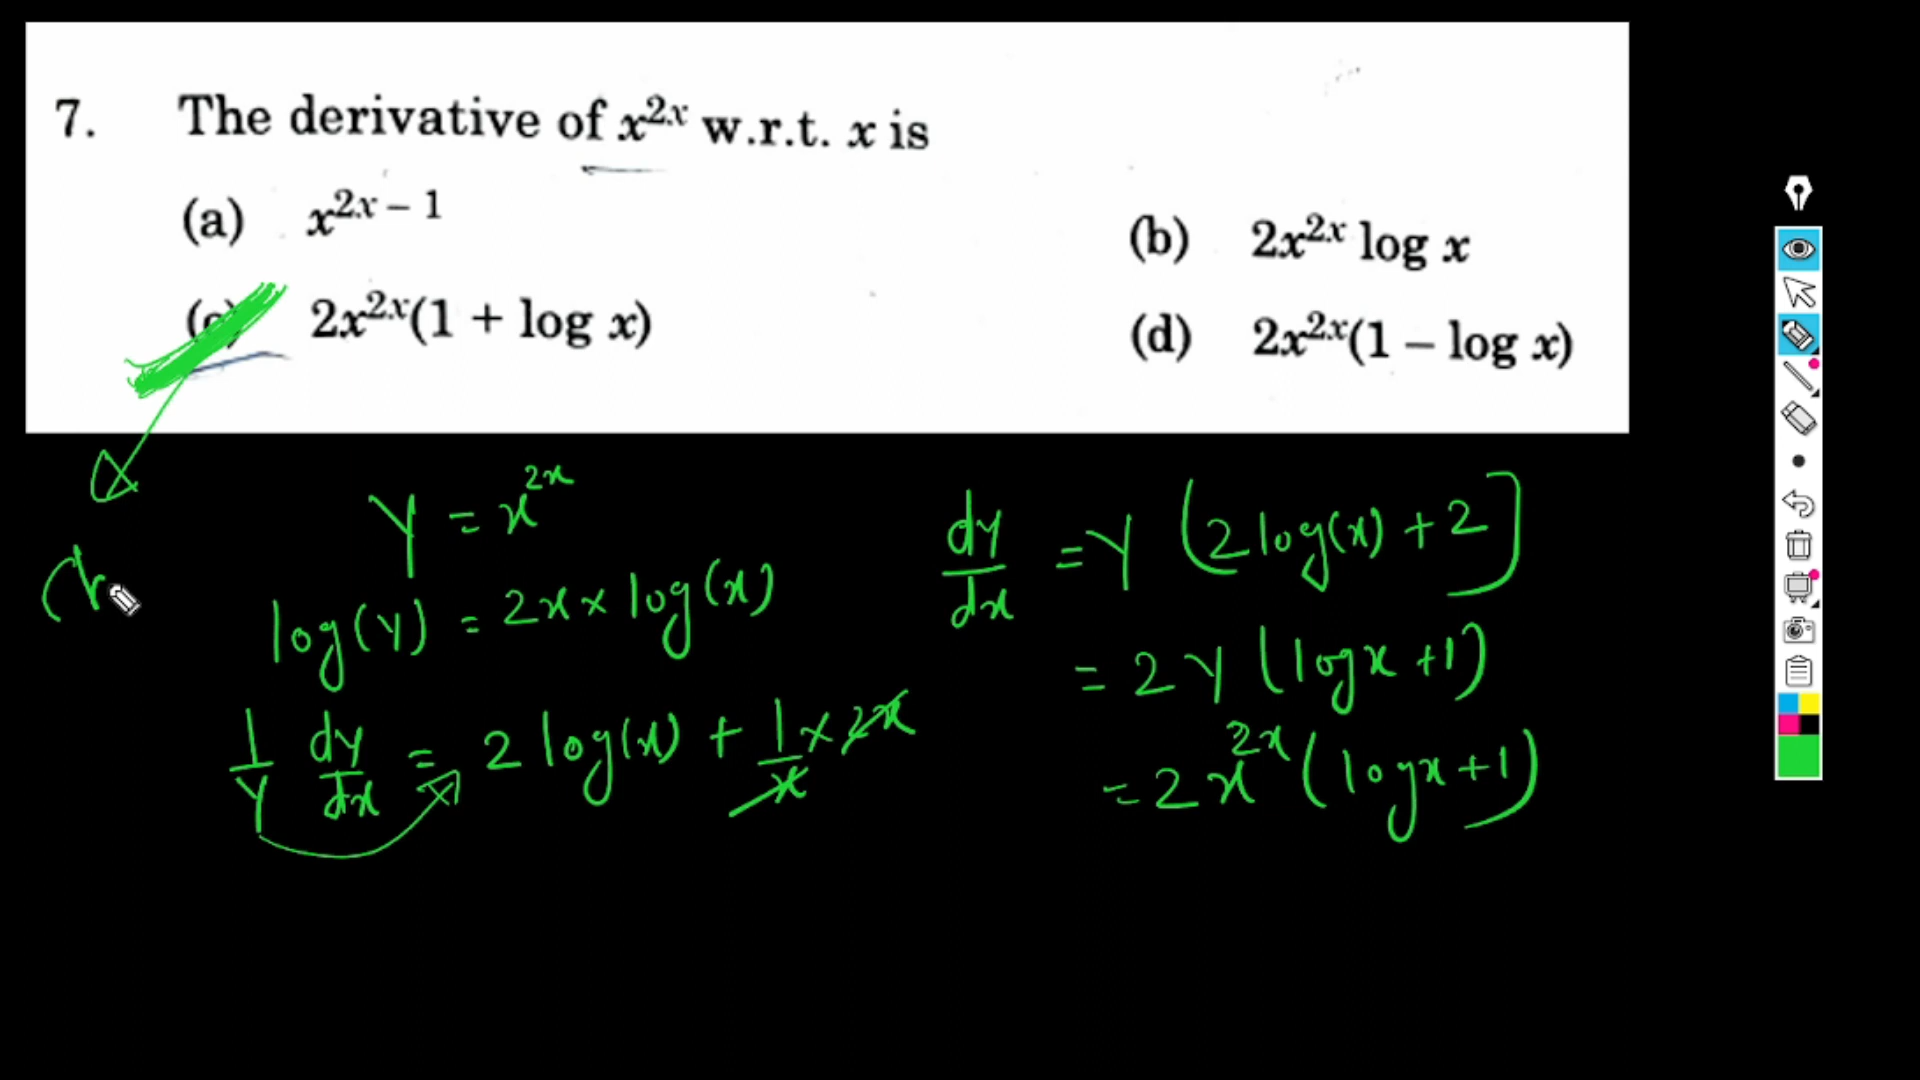 7. The derivative of x^{2x} w.r.t. x is
(a) x^{2x – 1}
(b) 2x^{2x} log x
(c) 2x^{2x}(1 + log x)
(d) 2x^{2x}(1 – log x)
Y = x^{2x}
log(Y) = 2x × log(x)
1/Y dy/dx = 2 log(x) + 1/x × 2x
dy/dx = Y (2 log(x) + 2]
= 2Y (logx + 1)
= 2x^{2x} (logx + 1)